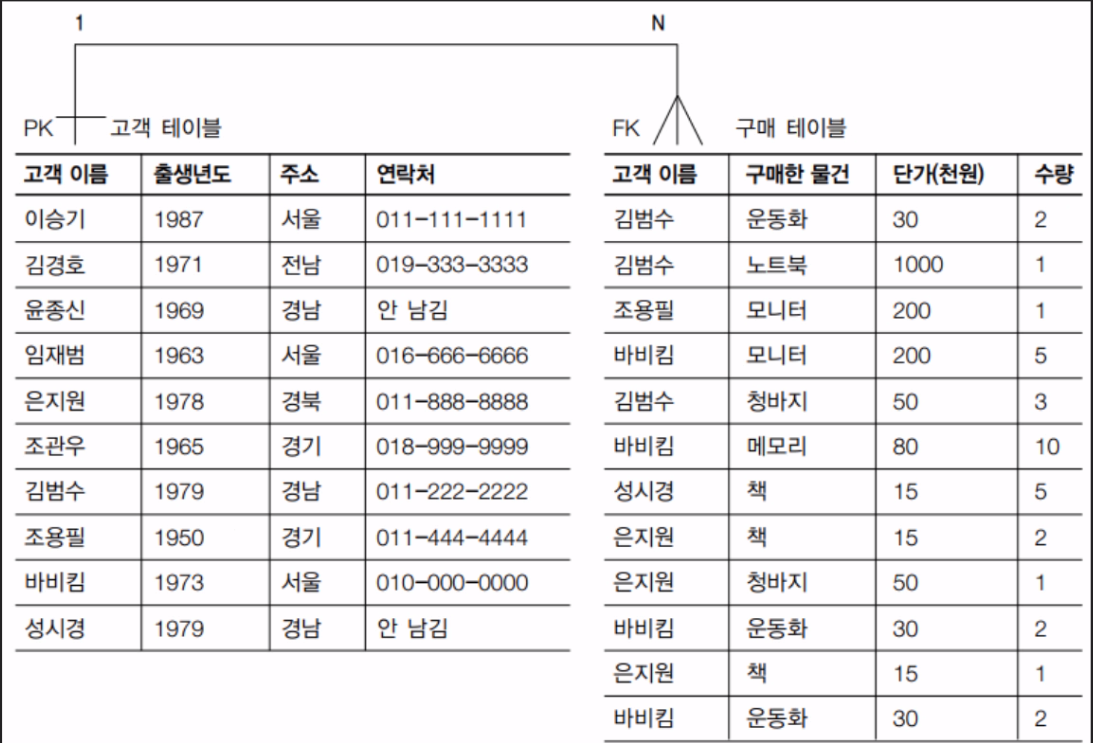 1 N
PK 고객 테이블
고객 이름 출생년도 주소 연락처
이승기 1987 서울 011-111-1111
김경호 1971 전남 019-333-3333
윤종신 1969 경남 안 남김
임재범 1963 서울 016-666-6666
은지원 1978 경북 011-888-8888
조관우 1965 경기 018-999-9999
김범수 1979 경남 011-222-2222
조용필 1950 경기 011-444-4444
바비킴 1973 서울 010-000-0000
성시경 1979 경남 안 남김
FK 구매 테이블
고객 이름 구매한 물건 단가(천원) 수량
김범수 운동화 30 2
김범수 노트북 1000 1
조용필 모니터 200 1
바비킴 모니터 200 5
김범수 청바지 50 3
바비킴 메모리 80 10
성시경 책 15 5
은지원 책 15 2
은지원 청바지 50 1
바비킴 운동화 30 2
은지원 책 15 1
바비킴 운동화 30 2